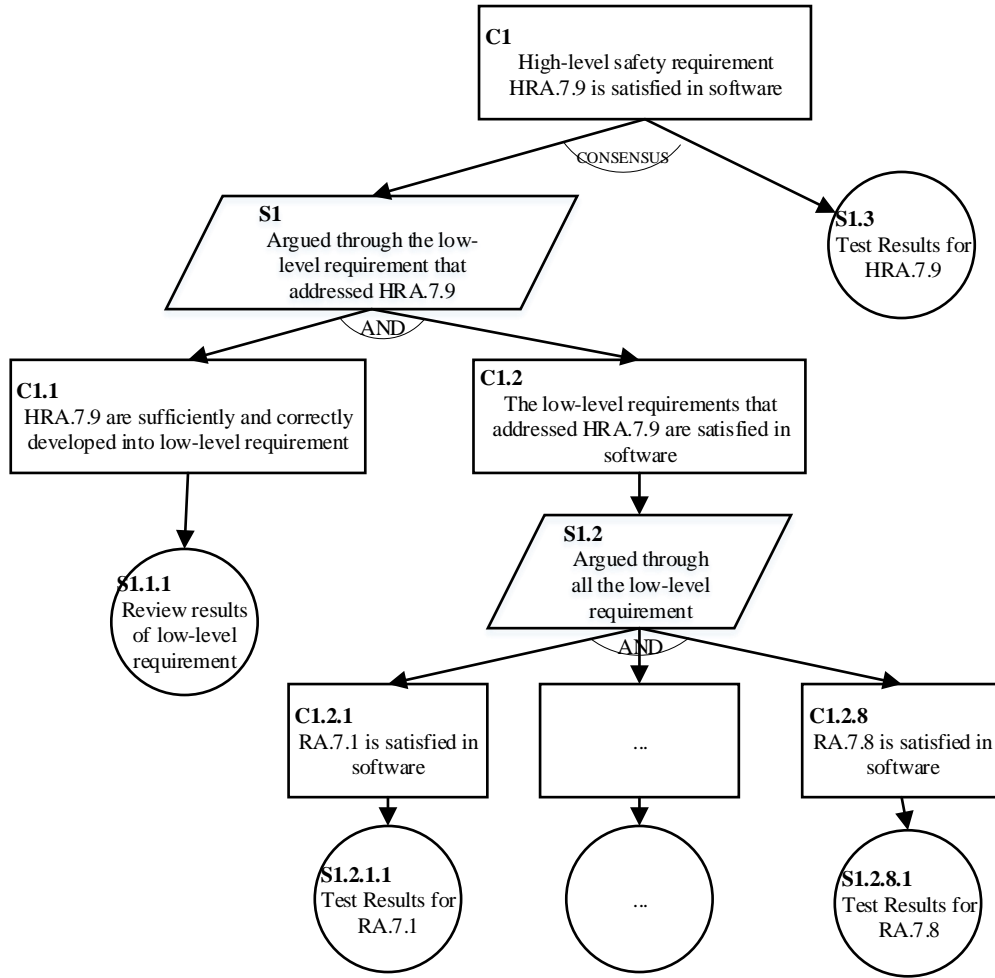 C1
High-level safety requirement
HRA.7.9 is satisfied in software
CONSENSUS
S1
Argued through the low-
level requirement that
addressed HRA.7.9
S1.3
Test Results for
HRA.7.9
AND
C1.1
HRA.7.9 are sufficiently and correctly
developed into low-level requirement
C1.2
The low-level requirements that
addressed HRA.7.9 are satisfied in
software
S1.2
Argued through
all the low-level
requirement
S1.1.1
Review results
of low-level
requirement
AND
C1.2.1
RA.7.1 is satisfied in
software
...
C1.2.8
RA.7.8 is satisfied in
software
S1.2.1.1
Test Results for
RA.7.1
...
S1.2.8.1
Test Results for
RA.7.8